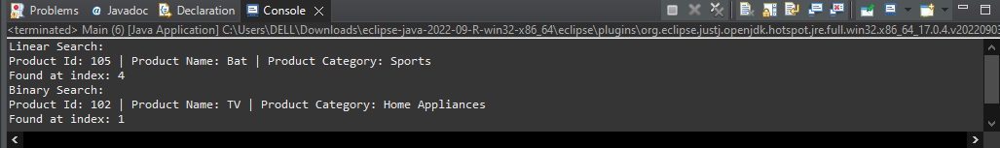 Problems @ Javadoc Declaration Console
<terminated> Main (6) [Java Application] C:\Users\DELL\Downloads\eclipse-java-2022-09-R-win32-x86_64\eclipse\plugins\org.eclipse.justj.openjdk.hotspot.jre.full.win32.x86_64_17.0.4.v20220903
Linear Search:
Product Id: 105 | Product Name: Bat | Product Category: Sports
Found at index: 4
Binary Search:
Product Id: 102 | Product Name: TV | Product Category: Home Appliances
Found at index: 1